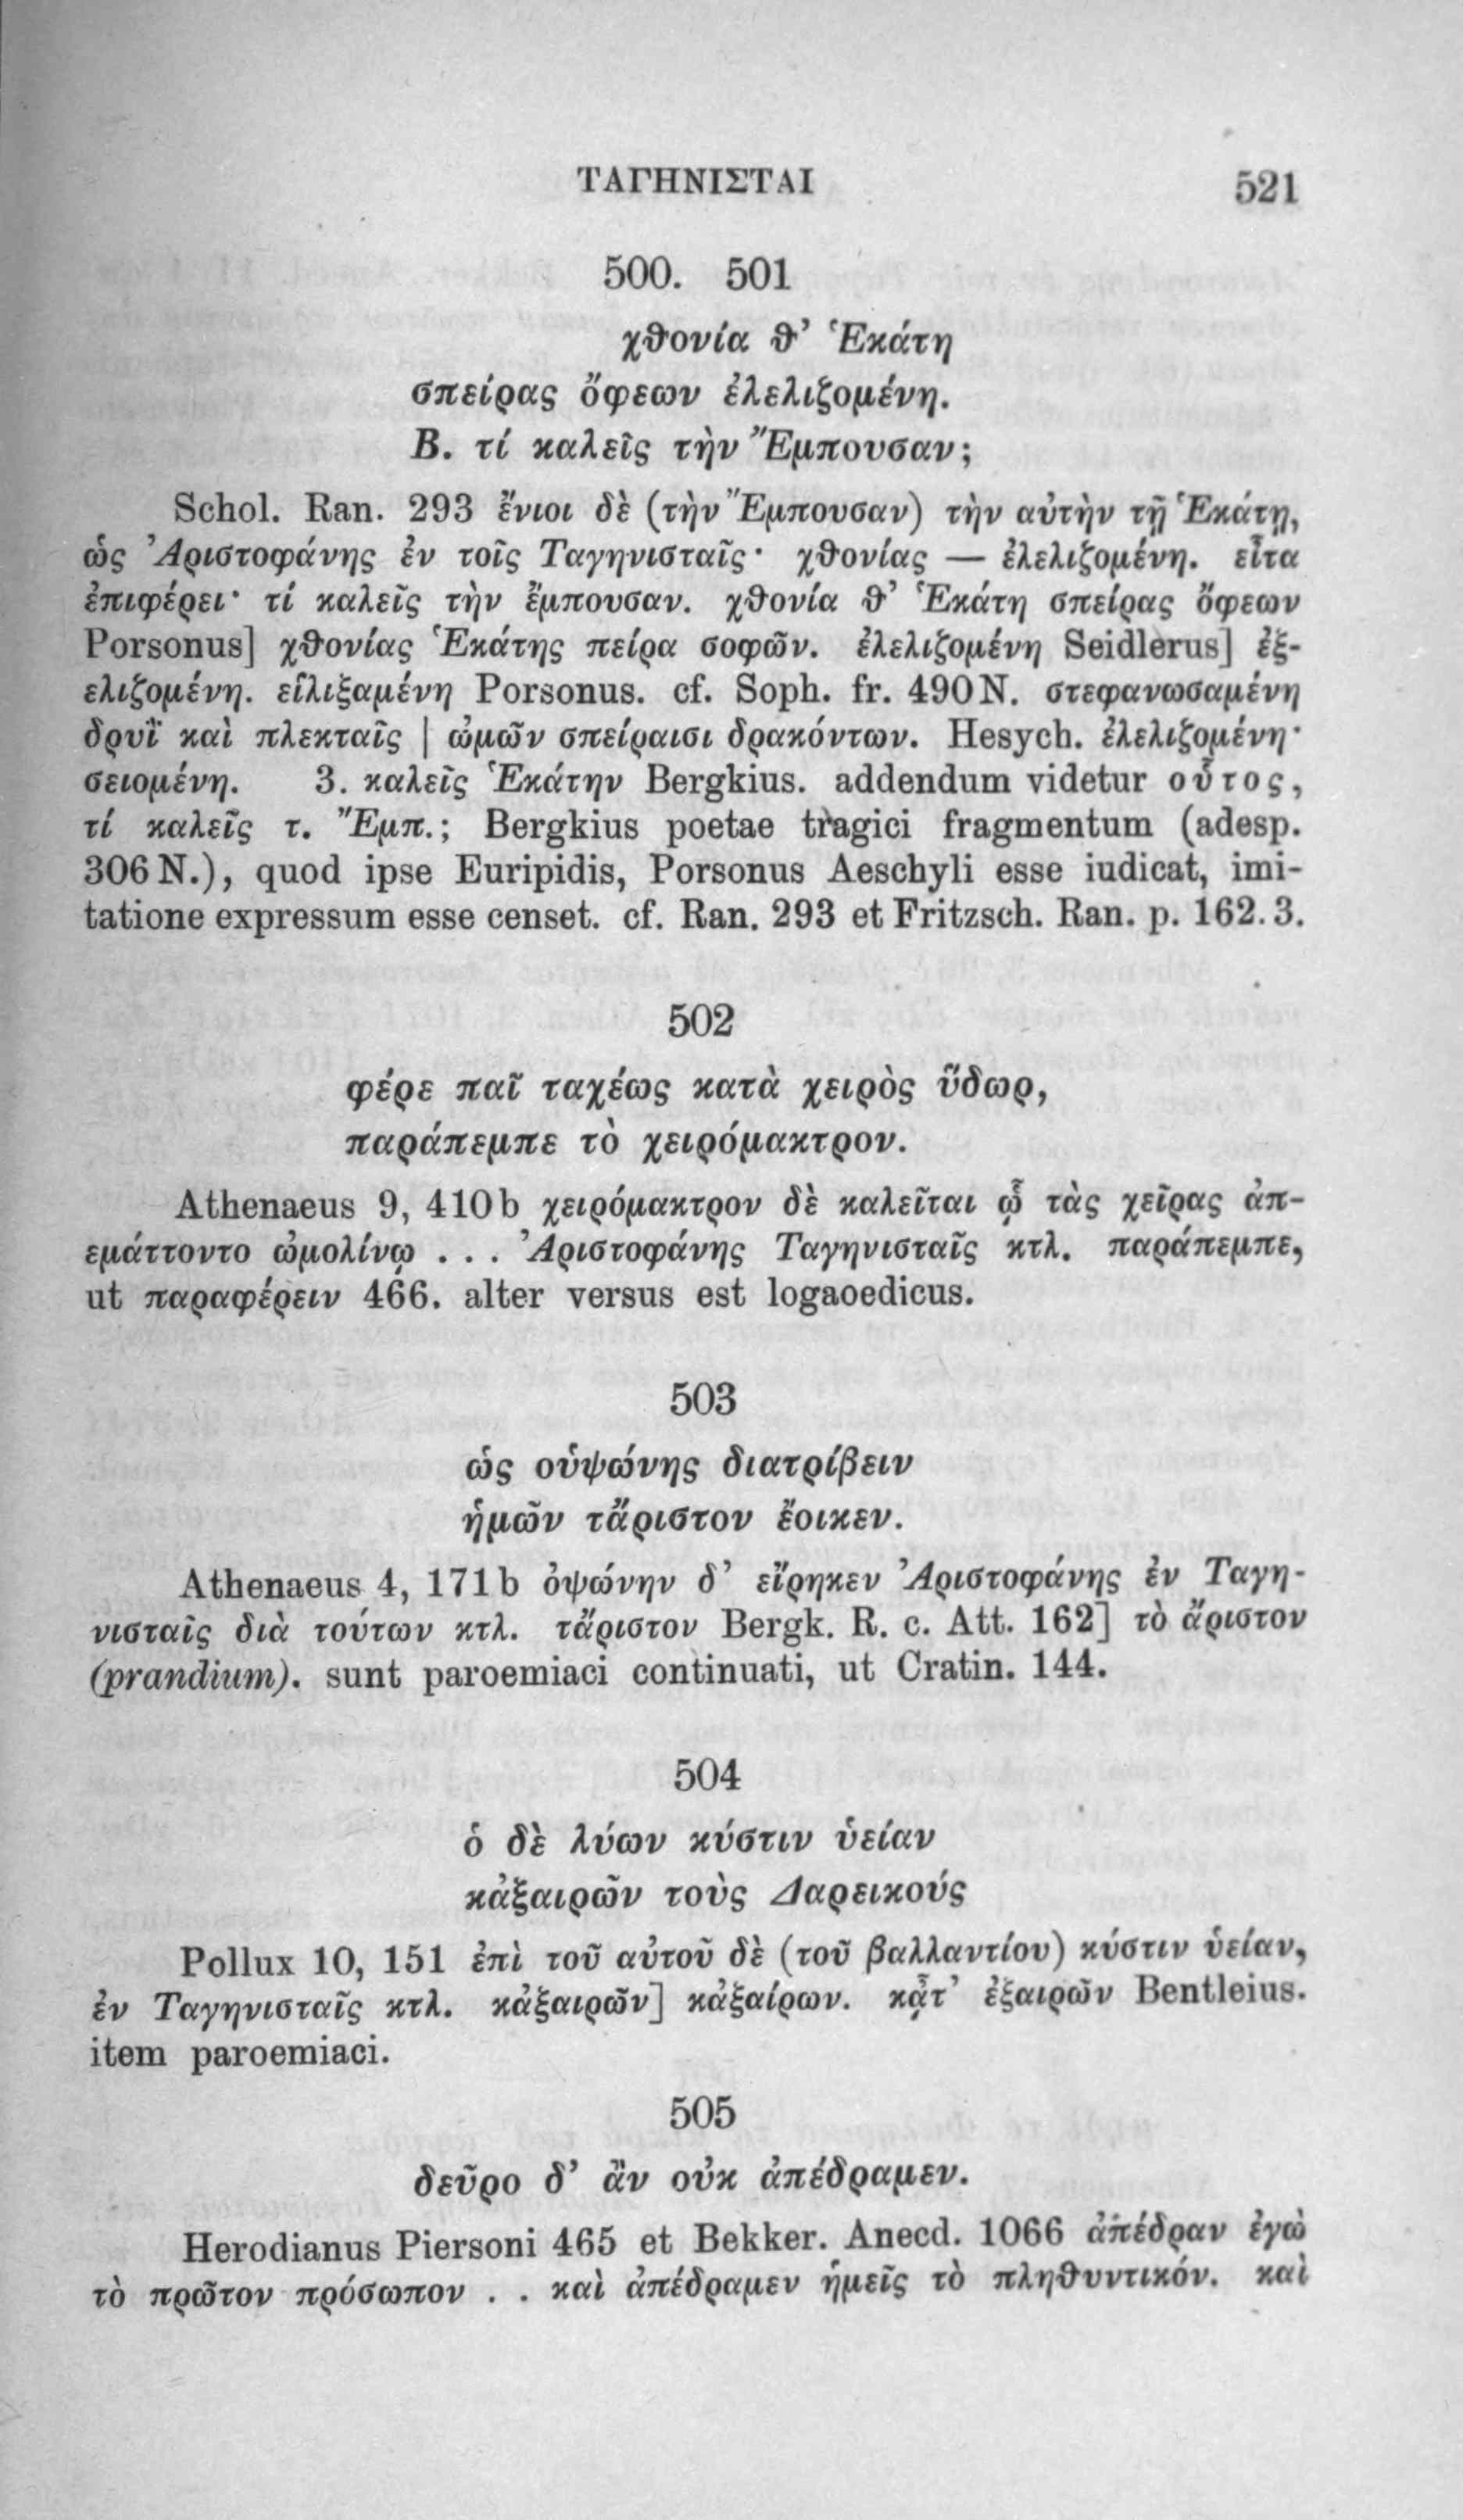 ΤΑΓΗΝΙΣΤΑΙ 521
500. 501
χθονία θ’ Ἑκάτη
σπείρας ὄφεων ἐλελιζομένη.
Β. τί καλεῖς τὴν Ἔμπουσαν;
Schol. Ran. 293 ἔνιοι δὲ (τὴν Ἔμπουσαν) τὴν αὐτὴν τῇ Ἑκάτῃ,
ὡς Ἀριστοφάνης ἐν τοῖς Ταγηνισταῖς· χθονίας — ἐλελιζομένη. εἶτα
ἐπιφέρει· τί καλεῖς τὴν ἔμπουσαν. χθονία θ’ Ἑκάτη σπείρας ὄφεων
Porsonus] χθονίας Ἑκάτης πείρα σοφῶν. ἐλελιζομένη Seidlerus] ἐξ-
ελιζομένη. εἱλιξαμένη Porsonus. cf. Soph. fr. 490 N. στεφανωσαμένη
δρυῒ καὶ πλεκταῖς | ὠμῶν σπείραισι δρακόντων. Hesych. ἐλελιζομένη·
σειομένη. 3. καλεῖς Ἑκάτην Bergkius. addendum videtur οὗτος,
τί καλεῖς τ. Ἔμπ.; Bergkius poetae tragici fragmentum (adesp.
306 N.), quod ipse Euripidis, Porsonus Aeschyli esse iudicat, imi-
tatione expressum esse censet. cf. Ran. 293 et Fritzsch. Ran. p. 162. 3.
502
φέρε παῖ ταχέως κατὰ χειρὸς ὕδωρ,
παράπεμπε τὸ χειρόμακτρον.
Athenaeus 9, 410 b χειρόμακτρον δὲ καλεῖται ᾧ τὰς χεῖρας ἀπ-
εμάττοντο ὠμολίνῳ . . . Ἀριστοφάνης Ταγηνισταῖς κτλ. παράπεμπε,
ut παραφέρειν 466. alter versus est logaoedicus.
503
ὡς οὑψώνης διατρίβειν
ἡμῶν τἄριστον ἔοικεν.
Athenaeus 4, 171 b ὀψώνην δ’ εἴρηκεν Ἀριστοφάνης ἐν Ταγη-
νισταῖς διὰ τούτων κτλ. τἄριστον Bergk. R. c. Att. 162] τὸ ἄριστον
(prandium). sunt paroemiaci continuati, ut Cratin. 144.
504
ὁ δὲ λύων κύστιν ὑείαν
κἀξαιρῶν τοὺς Δαρεικούς
Pollux 10, 151 ἐπὶ τοῦ αὐτοῦ δὲ (τοῦ βαλλαντίου) κύστιν ὑείαν,
ἐν Ταγηνισταῖς κτλ. κἀξαιρῶν] κἀξαίρων. κᾆτ’ ἐξαιρῶν Bentleius.
item paroemiaci.
505
δεῦρο δ’ ἂν οὐκ ἀπέδραμεν.
Herodianus Piersoni 465 et Bekker. Anecd. 1066 ἀπέδραν ἐγὼ
τὸ πρῶτον πρόσωπον . . καὶ ἀπέδραμεν ἡμεῖς τὸ πληθυντικόν. καὶ